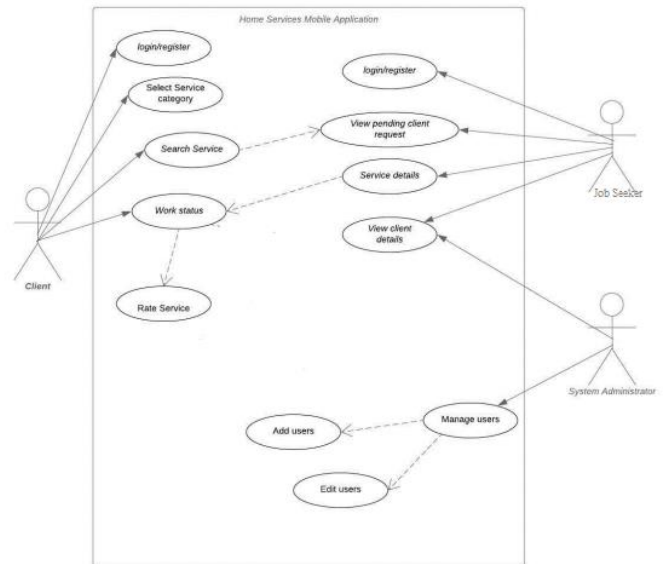 Home Services Mobile Application
login/register
login/register
Select Service
category
View pending client
request
Search Service
Service details
Job Seeker
Work status
View client
details
Client
Rate Service
System Administrator
Manage users
Add users
Edit users